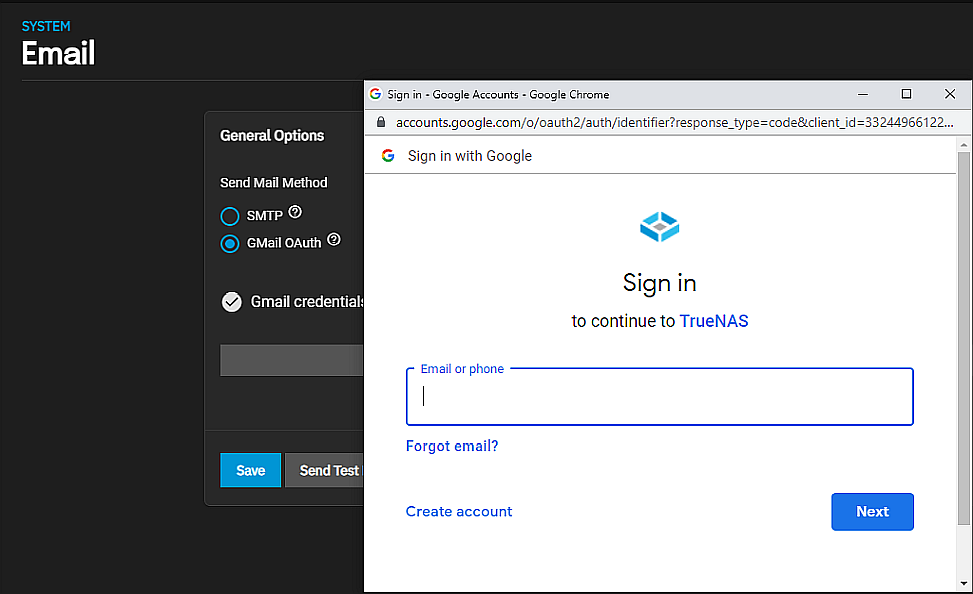 SYSTEM
Email
Sign in - Google Accounts - Google Chrome
accounts.google.com/o/oauth2/auth/identifier?response_type=code&client_id=33244966122...
Sign in with Google
General Options
Send Mail Method
SMTP
GMail OAuth
Gmail credentials
Save
Send Test
Sign in
to continue to TrueNAS
Email or phone
Forgot email?
Create account
Next